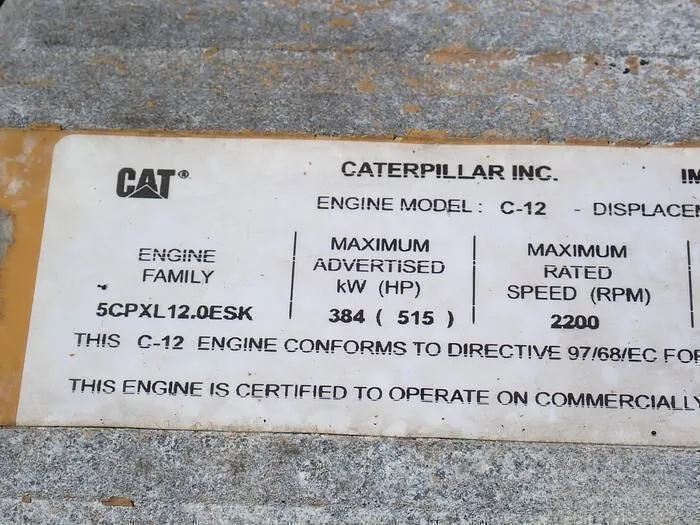 CAT®
CATERPILLAR INC.
ENGINE MODEL: C-12 - DISPLACEM
ENGINE FAMILY
5CPXL12.0ESK
MAXIMUM ADVERTISED kW (HP)
384 ( 515 )
MAXIMUM RATED SPEED (RPM)
2200
THIS C-12 ENGINE CONFORMS TO DIRECTIVE 97/68/EC FOR
THIS ENGINE IS CERTIFIED TO OPERATE ON COMMERCIALLY